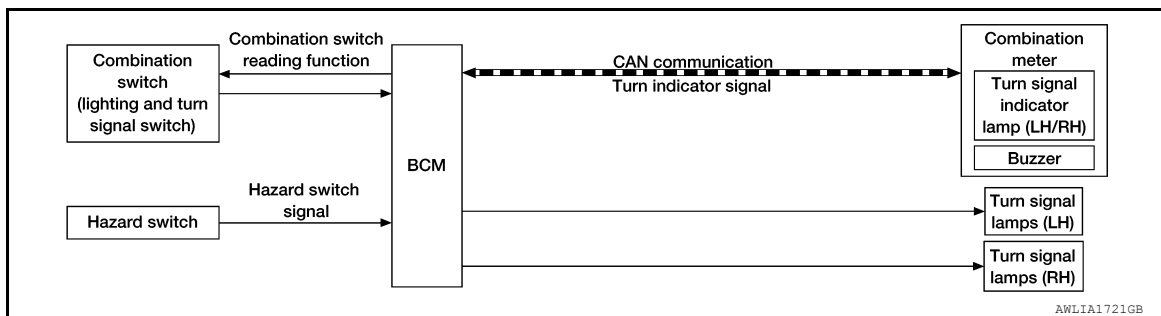 Combination
switch
(lighting and turn
signal switch)
Combination switch
reading function
Hazard switch
Hazard switch
signal
BCM
CAN communication
Turn indicator signal
Combination
meter
Turn signal
indicator
lamp (LH/RH)
Buzzer
Turn signal
lamps (LH)
Turn signal
lamps (RH)
AWLIA1721GB